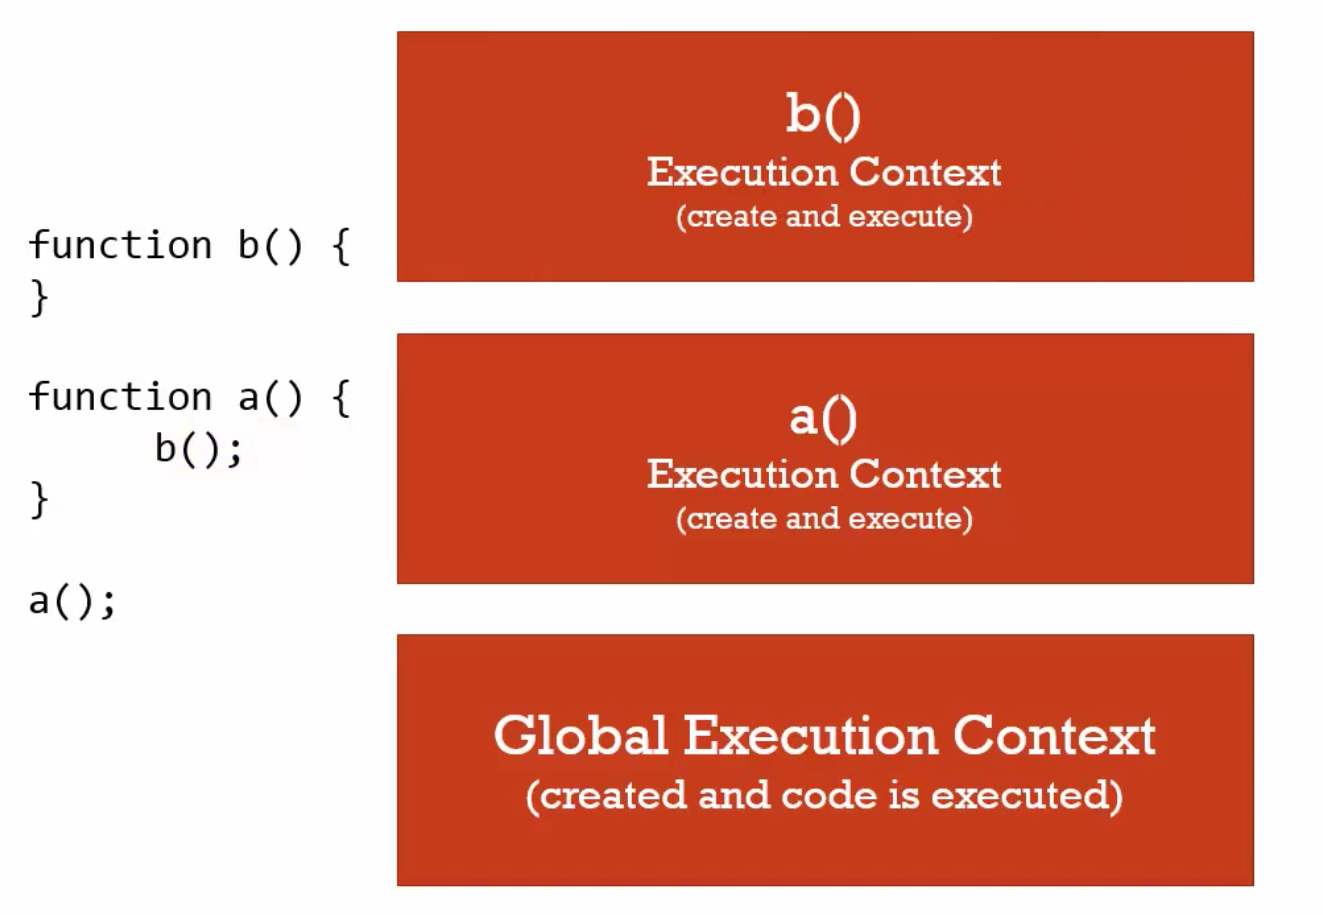 function b() {
}
function a() {
b();
}
a();
b()
Execution Context
(create and execute)
a()
Execution Context
(create and execute)
Global Execution Context
(created and code is executed)